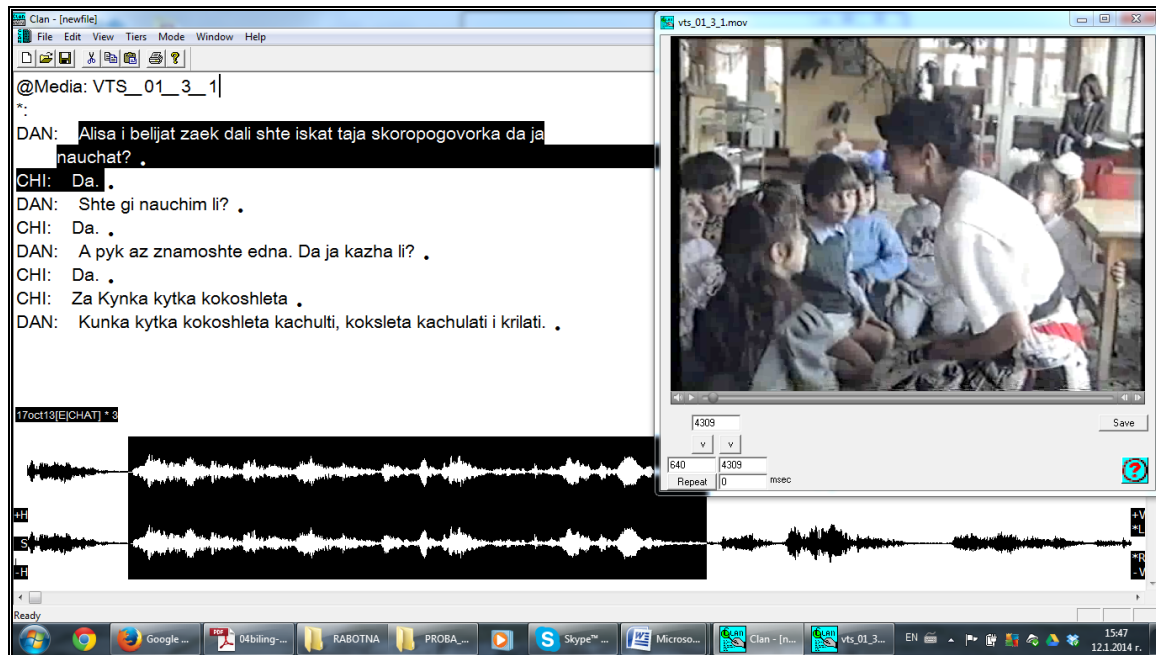 Clan - [newfile]
File Edit View Tiers Mode Window Help
@Media: VTS__01__3__1
*:
DAN: Alisa i belijat zaek dali shte iskat taja skoropogovorka da ja
nauchat? .
CHI: Da. .
DAN: Shte gi nauchim li? .
CHI: Da. .
DAN: A pyk az znamoshte edna. Da ja kazha li? .
CHI: Da. .
CHI: Za Kynka kytka kokoshleta .
DAN: Kunka kytka kokoshleta kachulti, koksleta kachulati i krilati. .
17oct13[E|CHAT] * 3
+H
S
-H
+V
*L
*R
-V
Ready
vts_01_3_1.mov
4309
Save
v v
640 4309
Repeat 0 msec
Google ... 04biling-... RABOTNA PROBA_... Skype™ ... Microso... Clan - [n... vts_01_3... EN 15:47
12.1.2014 г.